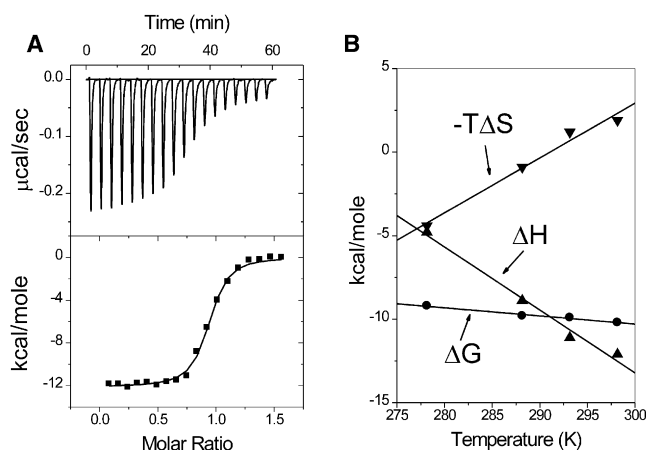 A
Time (min)
0 20 40 60
0.0
-0.1
-0.2
μcal/sec
0
-4
-8
-12
kcal/mole
0.0 0.5 1.0 1.5
Molar Ratio
B
5
0
-5
-10
-15
kcal/mole
-TΔS
ΔH
ΔG
275 280 285 290 295 300
Temperature (K)